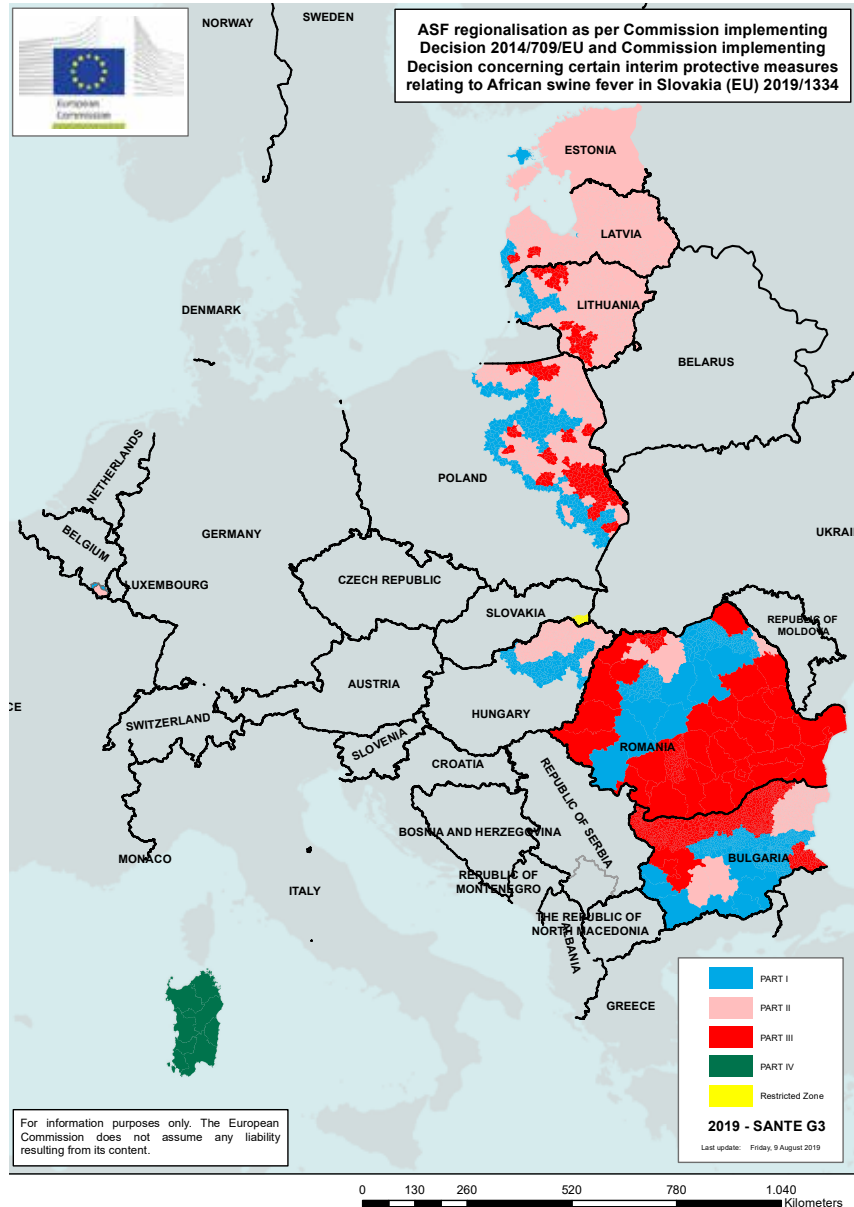 NORWAY
SWEDEN
ASF regionalisation as per Commission implementing
Decision 2014/709/EU and Commission implementing
Decision concerning certain interim protective measures
relating to African swine fever in Slovakia (EU) 2019/1334
European
Commission
ESTONIA
LATVIA
LITHUANIA
DENMARK
BELARUS
NETHERLANDS
POLAND
BELGIUM
GERMANY
UKRAI
LUXEMBOURG
CZECH REPUBLIC
SLOVAKIA
REPUBLIC OF
MOLDOVA
AUSTRIA
CE
SWITZERLAND
HUNGARY
SLOVENIA
ROMANIA
CROATIA
REPUBLIC OF SERBIA
BOSNIA AND HERZEGOVINA
MONACO
BULGARIA
ITALY
REPUBLIC OF
MONTENEGRO
THE REPUBLIC OF
NORTH MACEDONIA
ALBANIA
GREECE
PART I
PART II
PART III
PART IV
Restricted Zone
2019 - SANTE G3
Last update: Friday, 9 August 2019
For information purposes only. The European
Commission does not assume any liability
resulting from its content.
0 130 260 520 780 1.040
Kilometers